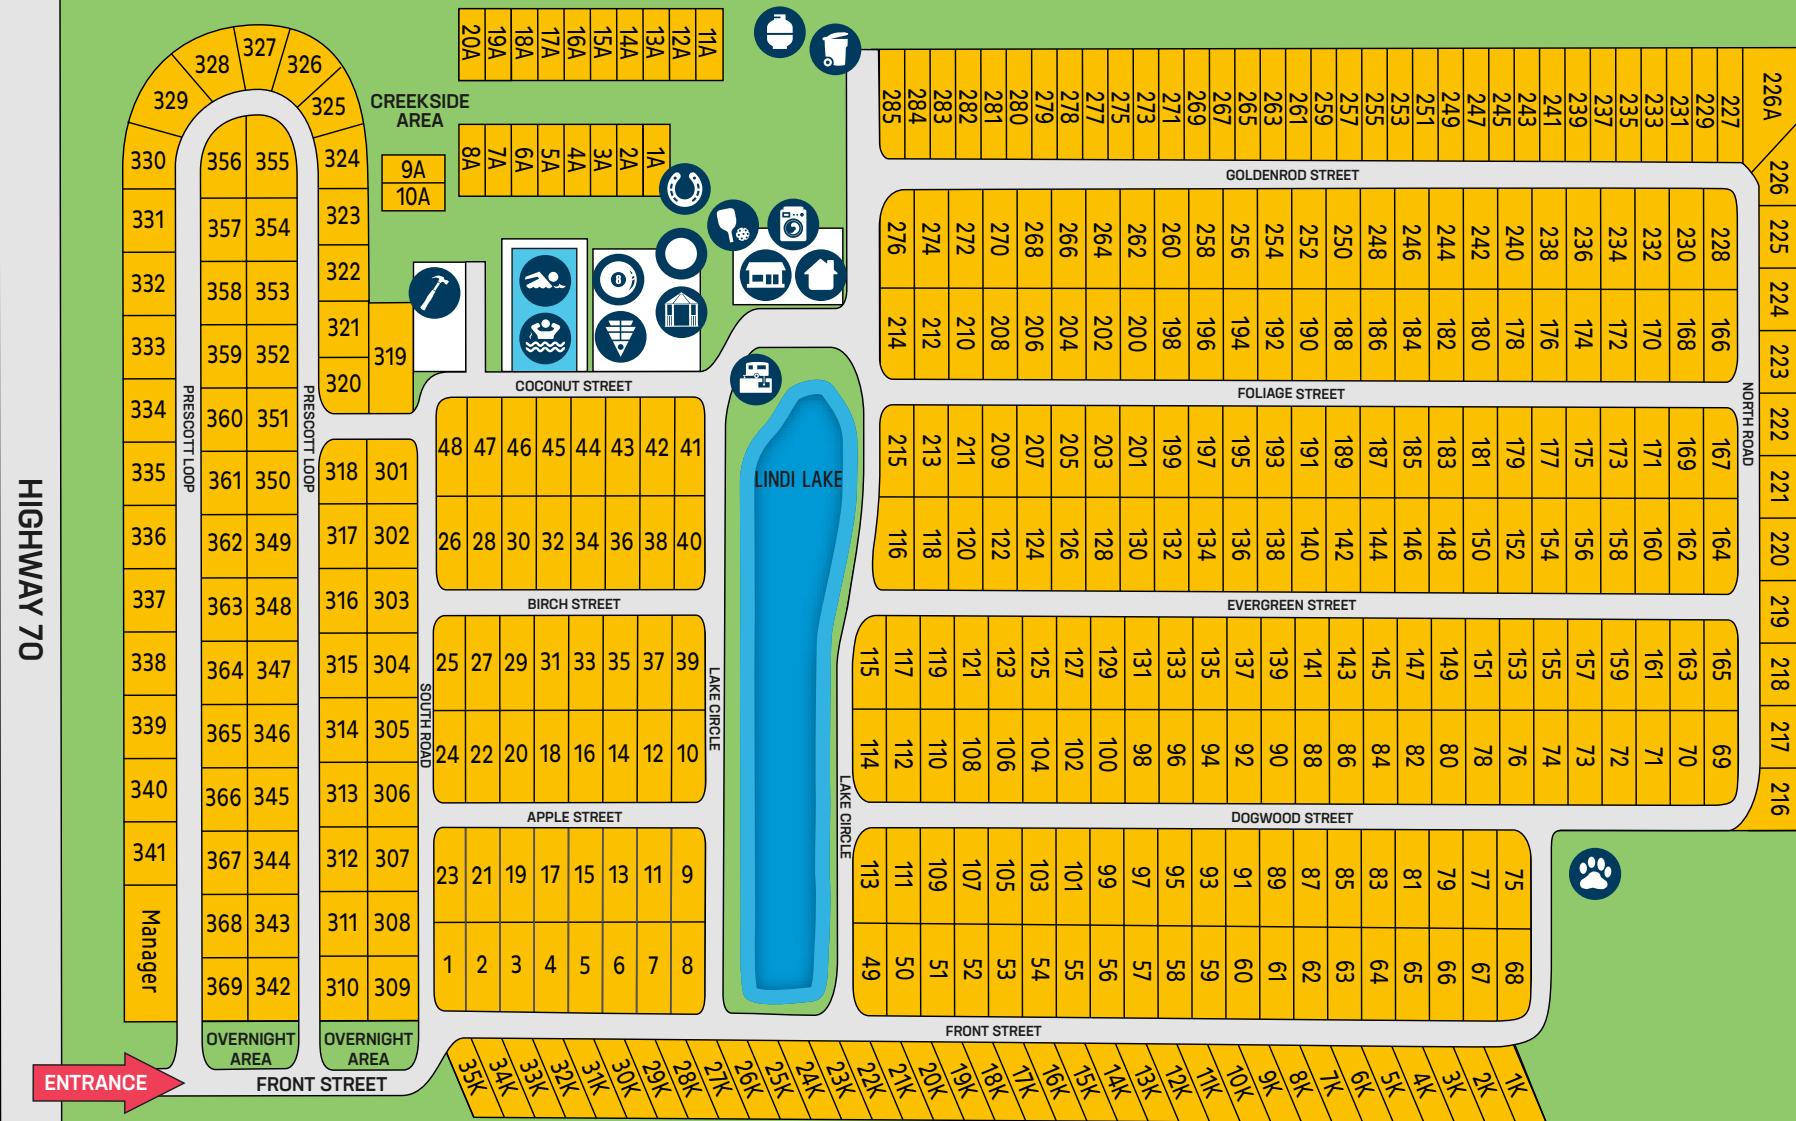 20A 19A 18A 17A 16A 15A 14A 13A 12A 11A
CREEKSIDE
AREA
8A 7A 6A 5A 4A 3A 2A 1A
9A
10A
327
328 326
329 325
330 356 355 324
331 357 354 323
332 358 353 322
333 359 352 321 319
334 360 351 320
335 361 350 318 301
336 362 349 317 302
337 363 348 316 303
338 364 347 315 304
339 365 346 314 305
340 366 345 313 306
341 367 344 312 307
Manager 368 343 311 308
369 342 310 309
PRESCOTT LOOP
PRESCOTT LOOP
OVERNIGHT
AREA
OVERNIGHT
AREA
HIGHWAY 70
ENTRANCE
FRONT STREET
SOUTH ROAD
8
COCONUT STREET
48 47 46 45 44 43 42 41
26 28 30 32 34 36 38 40
BIRCH STREET
25 27 29 31 33 35 37 39
24 22 20 18 16 14 12 10
APPLE STREET
23 21 19 17 15 13 11 9
1 2 3 4 5 6 7 8
LAKE CIRCLE
LINDI LAKE
LAKE CIRCLE
285 284 283 282 281 280 279 278 277 275 273 271 269 267 265 263 261 259 257 255 253 251 249 247 245 243 241 239 237 235 233 231 229 227 226A
GOLDENROD STREET
276 274 272 270 268 266 264 262 260 258 256 254 252 250 248 246 244 242 240 238 236 234 232 230 228
214 212 210 208 206 204 202 200 198 196 194 192 190 188 186 184 182 180 178 176 174 172 170 168 166
FOLIAGE STREET
215 213 211 209 207 205 203 201 199 197 195 193 191 189 187 185 183 181 179 177 175 173 171 169 167
116 118 120 122 124 126 128 130 132 134 136 138 140 142 144 146 148 150 152 154 156 158 160 162 164
EVERGREEN STREET
115 117 119 121 123 125 127 129 131 133 135 137 139 141 143 145 147 149 151 153 155 157 159 161 163 165
114 112 110 108 106 104 102 100 98 96 94 92 90 88 86 84 82 80 78 76 74 73 72 71 70 69
DOGWOOD STREET
113 111 109 107 105 103 101 99 97 95 93 91 89 87 85 83 81 79 77 75
49 50 51 52 53 54 55 56 57 58 59 60 61 62 63 64 65 66 67 68
FRONT STREET
NORTH ROAD
226
225
224
223
222
221
220
219
218
217
216
35K 34K 33K 32K 31K 30K 29K 28K 27K 26K 25K 24K 23K 22K 21K 20K 19K 18K 17K 16K 15K 14K 13K 12K 11K 10K 9K 8K 7K 6K 5K 4K 3K 2K 1K